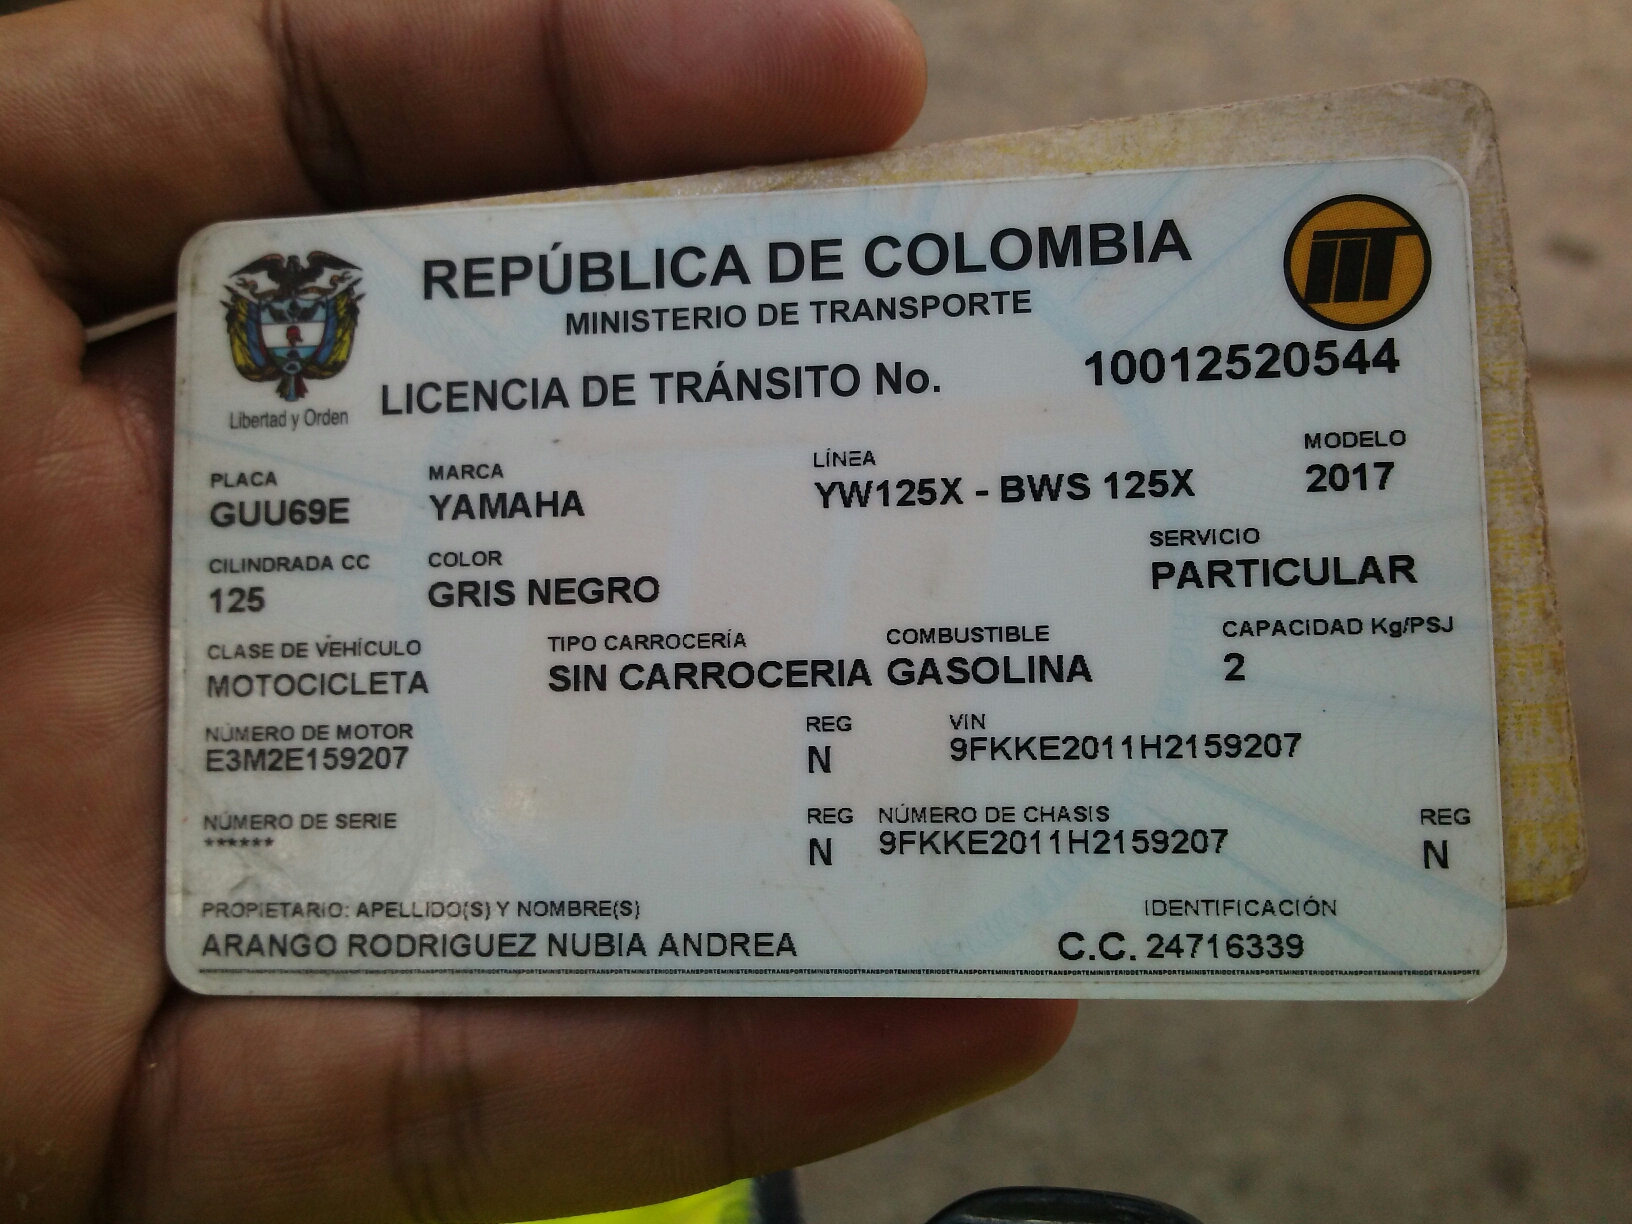 REPÚBLICA DE COLOMBIA
MINISTERIO DE TRANSPORTE
Libertad y Orden
LICENCIA DE TRÁNSITO No. 10012520544
PLACA MARCA LÍNEA MODELO
GUU69E YAMAHA YW125X - BWS 125X 2017
CILINDRADA CC COLOR SERVICIO
125 GRIS NEGRO PARTICULAR
CLASE DE VEHÍCULO TIPO CARROCERÍA COMBUSTIBLE CAPACIDAD Kg/PSJ
MOTOCICLETA SIN CARROCERIA GASOLINA 2
NÚMERO DE MOTOR REG VIN
E3M2E159207 N 9FKKE2011H2159207
NÚMERO DE SERIE REG NÚMERO DE CHASIS REG
****** N 9FKKE2011H2159207 N
PROPIETARIO: APELLIDO(S) Y NOMBRE(S) IDENTIFICACIÓN
ARANGO RODRIGUEZ NUBIA ANDREA C.C. 24716339